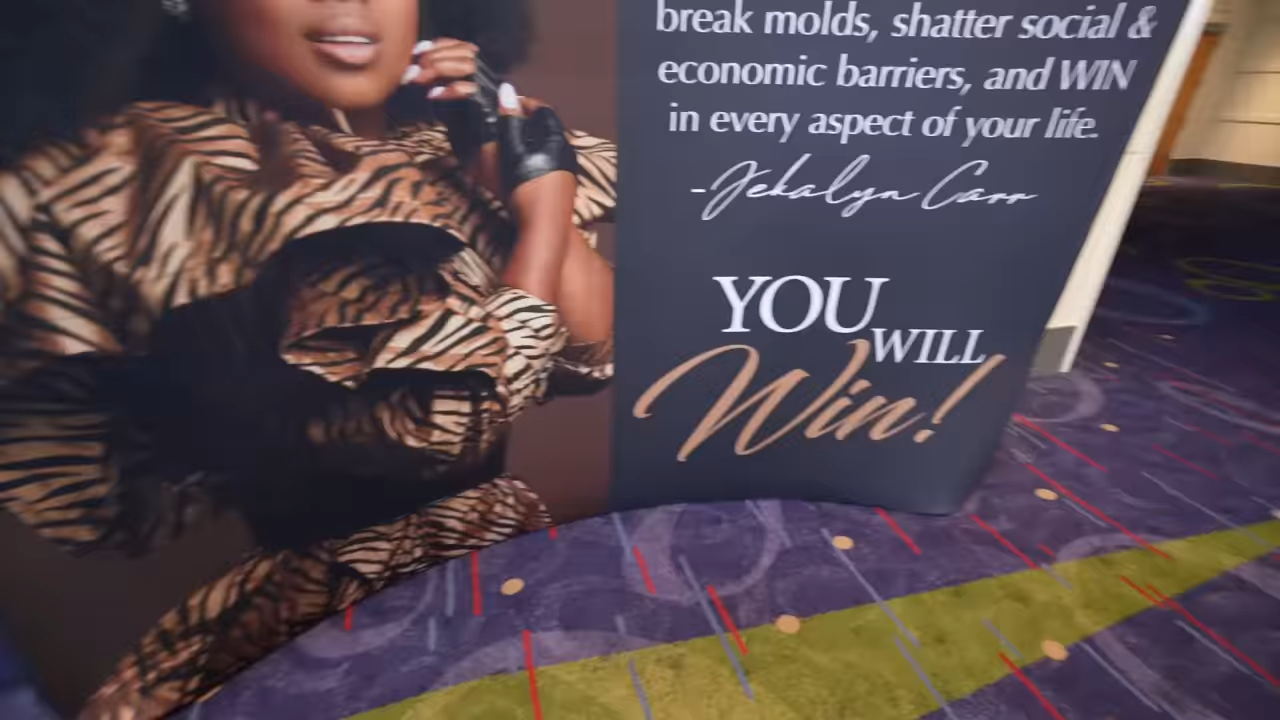 break molds, shatter social &
economic barriers, and WIN
in every aspect of your life.
-Jekalyn Carr
YOU
WILL
Win!